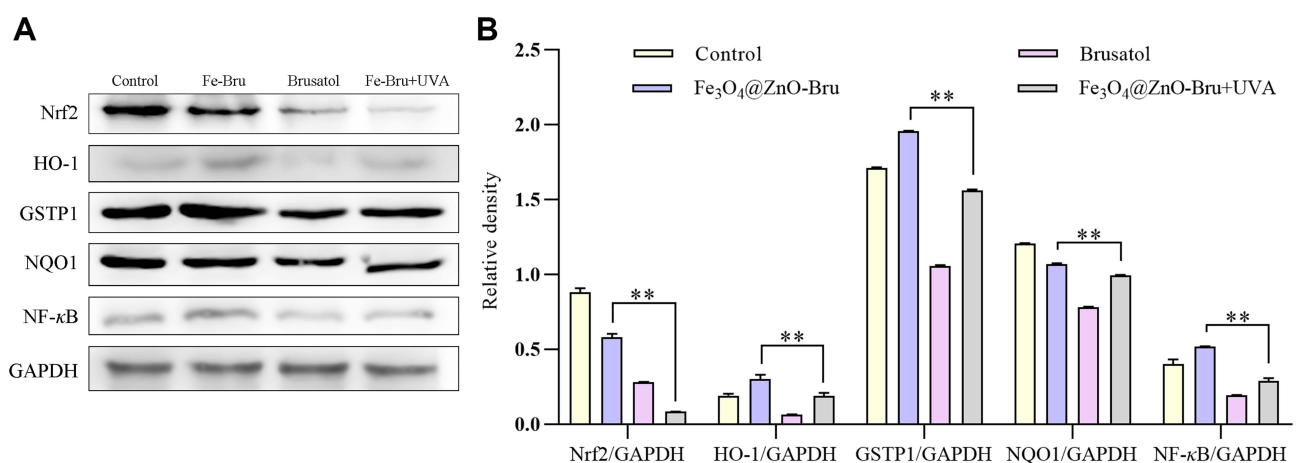 A
Control Fe-Bru Brusatol Fe-Bru+UVA
Nrf2
HO-1
GSTP1
NQO1
NF-κB
GAPDH
B
Relative density
2.5
2.0
1.5
1.0
0.5
0.0
Control
Fe₃O₄@ZnO-Bru
Brusatol
Fe₃O₄@ZnO-Bru+UVA
**
**
**
**
**
Nrf2/GAPDH HO-1/GAPDH GSTP1/GAPDH NQO1/GAPDH NF-κB/GAPDH